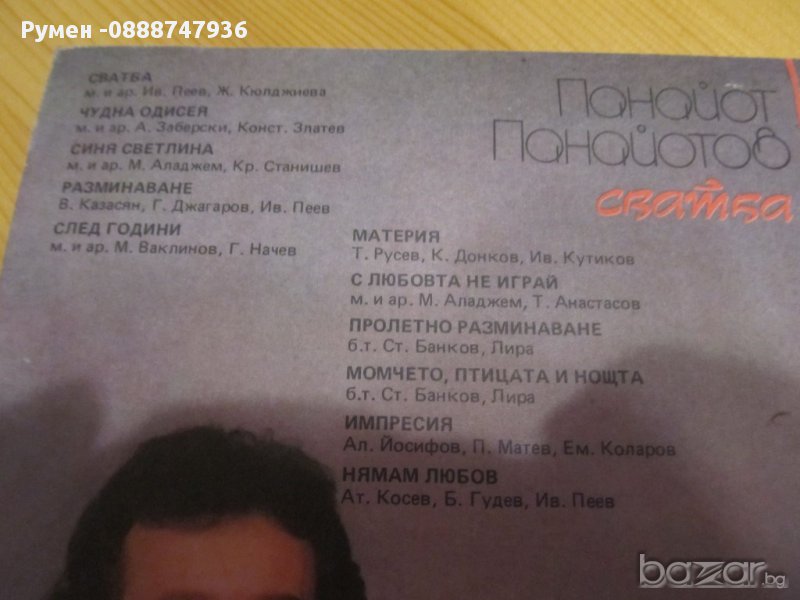 Румен -0888747936
СВАТБА
м. и ар. Ив. Пеев, Ж. Кюлджиева
ЧУДНА ОДИСЕЯ
м. и ар. А. Заберски, Конст. Златев
СИНЯ СВЕТЛИНА
м. и ар. М. Аладжем, Кр. Станишев
РАЗМИНАВАНЕ
В. Казасян, Г. Джагаров, Ив. Пеев
СЛЕД ГОДИНИ
м. и ар. М. Ваклинов, Г. Начев
Панайот
Панайотов
сватба
МАТЕРИЯ
Т. Русев, К. Донков, Ив. Кутиков
С ЛЮБОВТА НЕ ИГРАЙ
м. и ар. М. Аладжем, Т. Анастасов
ПРОЛЕТНО РАЗМИНАВАНЕ
б.т. Ст. Банков, Лира
МОМЧЕТО, ПТИЦАТА И НОЩТА
б.т. Ст. Банков, Лира
ИМПРЕСИЯ
Ал. Йосифов, П. Матев, Ем. Коларов
НЯМАМ ЛЮБОВ
Ат. Косев, Б. Гудев, Ив. Пеев
bazar.bg